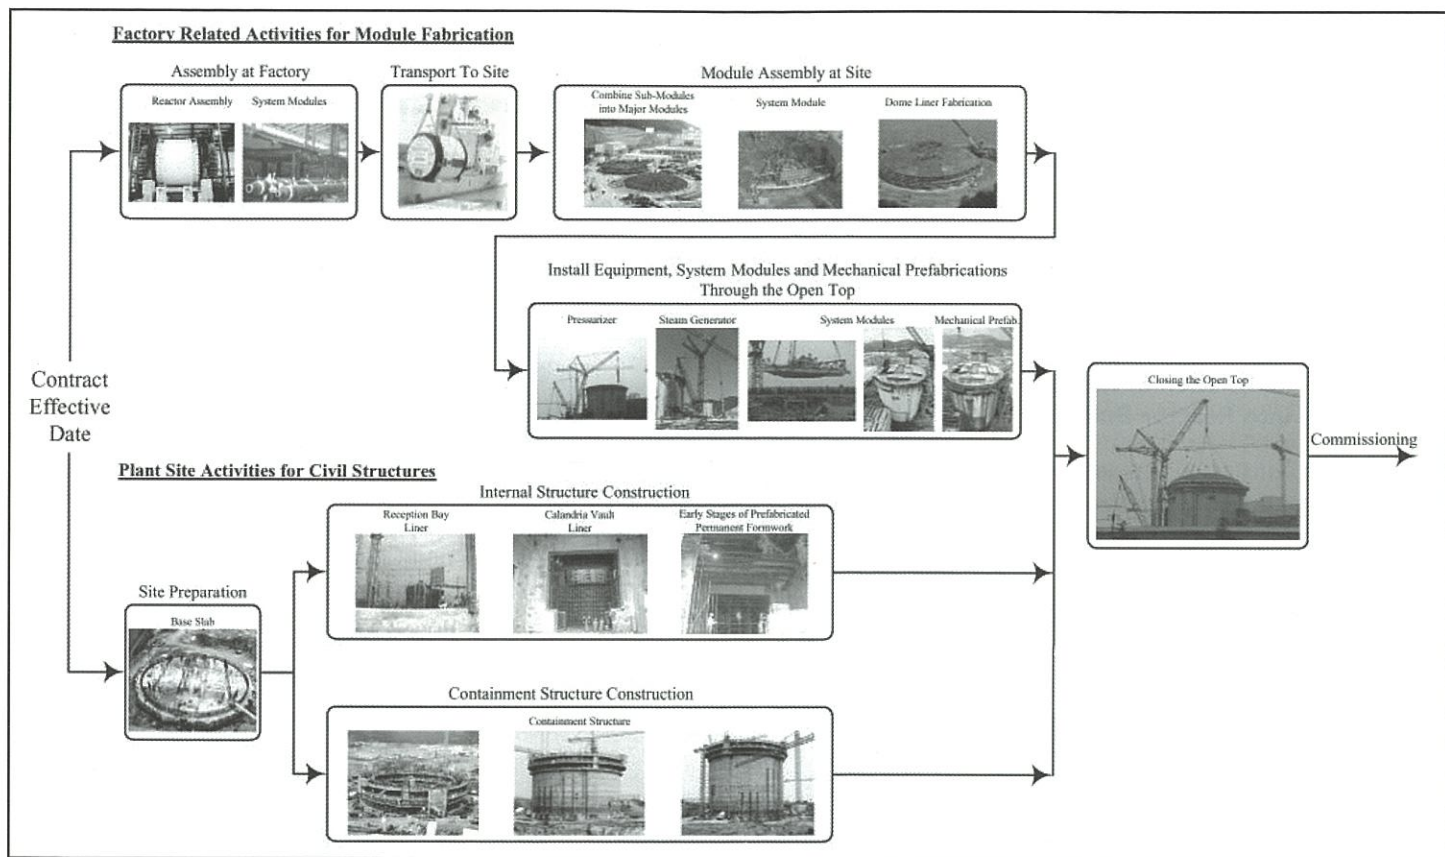 Factory Related Activities for Module Fabrication
Assembly at Factory
Reactor Assembly
System Modules
Transport To Site
Module Assembly at Site
Combine Sub-Modules
into Major Modules
System Module
Dome Liner Fabrication
Install Equipment, System Modules and Mechanical Prefabrications
Through the Open Top
Pressurizer
Steam Generator
System Modules
Mechanical Prefab.
Contract
Effective
Date
Closing the Open Top
Commissioning
Plant Site Activities for Civil Structures
Internal Structure Construction
Reception Bay
Liner
Calandria Vault
Liner
Early Stages of Prefabricated
Permanent Formwork
Site Preparation
Base Slab
Containment Structure Construction
Containment Structure